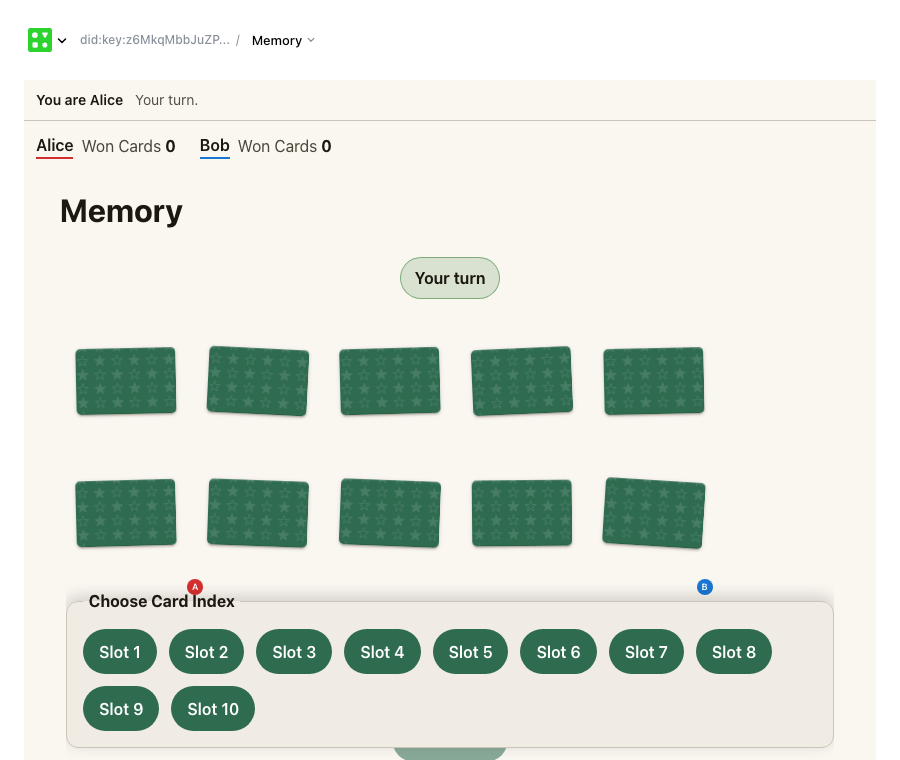 did:key:z6MkqMbbJuZP... / Memory
You are Alice Your turn.
Alice Won Cards 0 Bob Won Cards 0
Memory
Your turn
A B
Choose Card Index
Slot 1 Slot 2 Slot 3 Slot 4 Slot 5 Slot 6 Slot 7 Slot 8
Slot 9 Slot 10